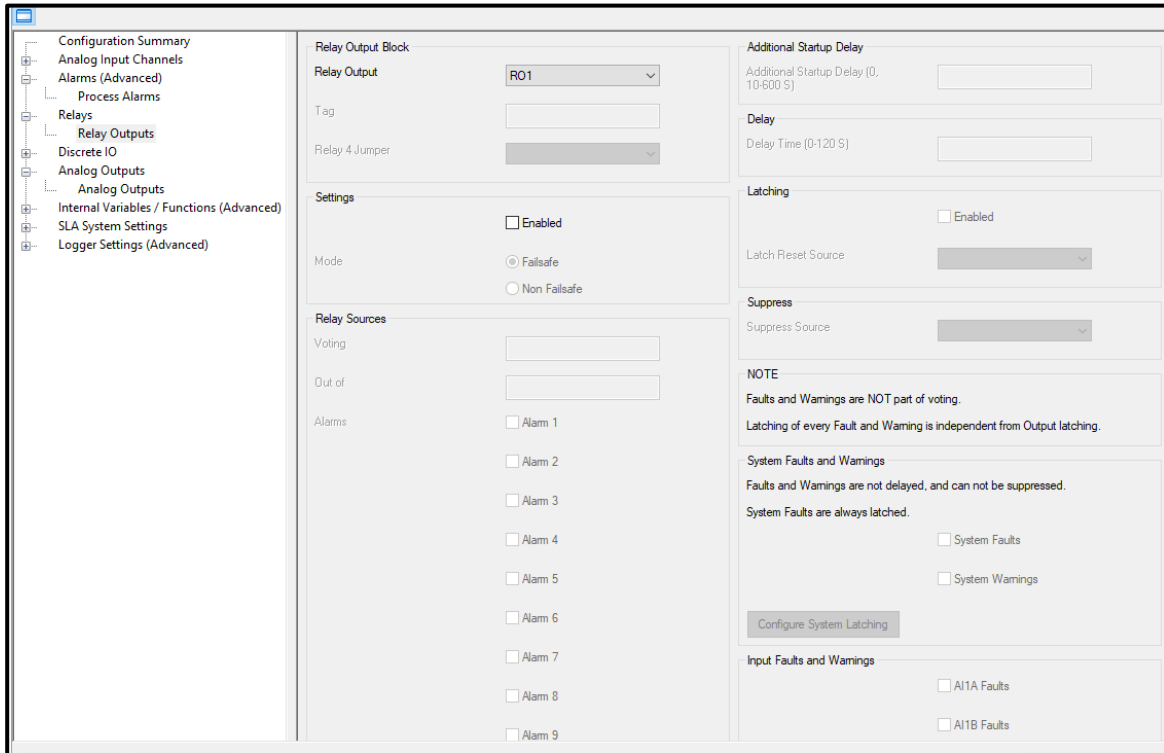 Configuration Summary
Analog Input Channels
Alarms (Advanced)
Process Alarms
Relays
Relay Outputs
Discrete IO
Analog Outputs
Analog Outputs
Internal Variables / Functions (Advanced)
SLA System Settings
Logger Settings (Advanced)
Relay Output Block
Relay Output RO1
Tag
Relay 4 Jumper
Settings
Enabled
Mode Failsafe
Non Failsafe
Relay Sources
Voting
Out of
Alarms Alarm 1
Alarm 2
Alarm 3
Alarm 4
Alarm 5
Alarm 6
Alarm 7
Alarm 8
Alarm 9
Additional Startup Delay
Additional Startup Delay (0,
10-600 S)
Delay
Delay Time (0-120 S)
Latching
Enabled
Latch Reset Source
Suppress
Suppress Source
NOTE
Faults and Warnings are NOT part of voting.
Latching of every Fault and Warning is independent from Output latching.
System Faults and Warnings
Faults and Warnings are not delayed, and can not be suppressed.
System Faults are always latched.
System Faults
System Warnings
Configure System Latching
Input Faults and Warnings
AI1A Faults
AI1B Faults